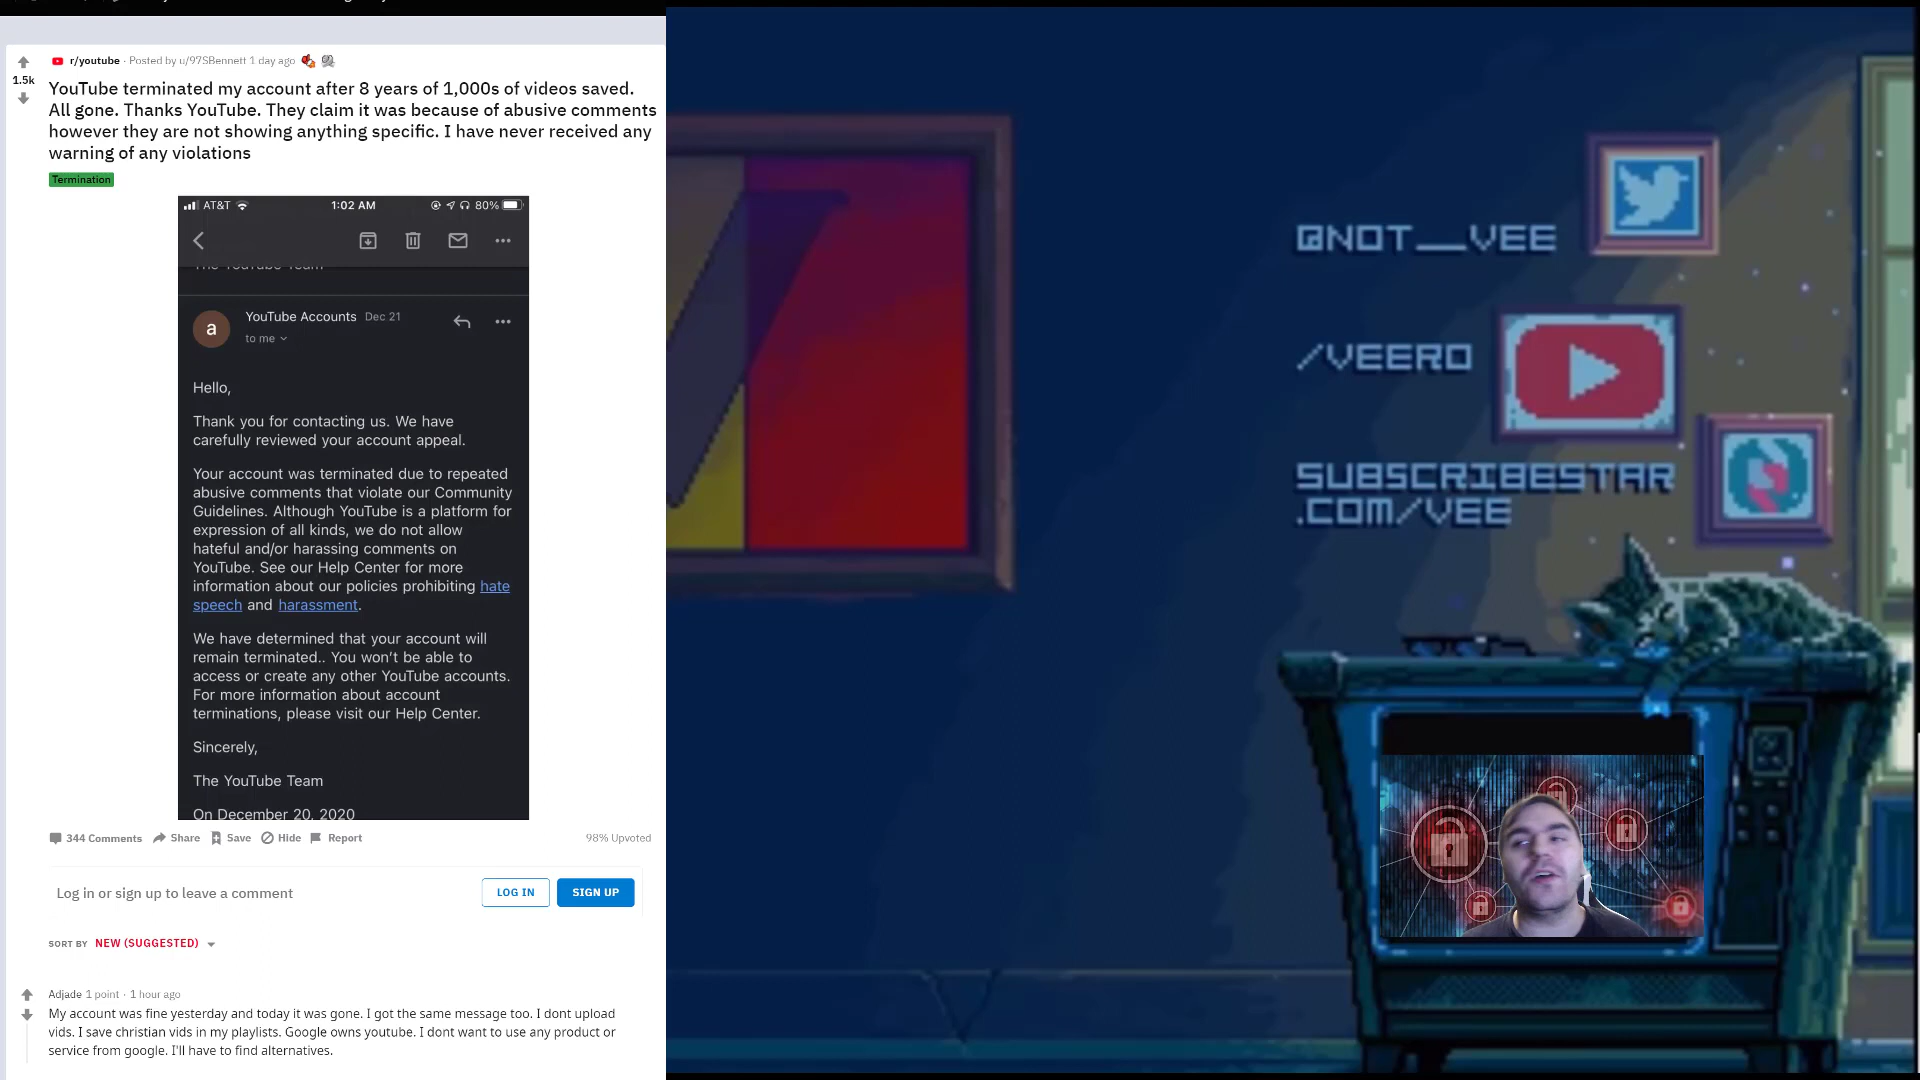 r/youtube · Posted by u/97SBennett 1 day ago
1.5k
YouTube terminated my account after 8 years of 1,000s of videos saved.
All gone. Thanks YouTube. They claim it was because of abusive comments
however they are not showing anything specific. I have never received any
warning of any violations
Termination
AT&T 1:02 AM 80%
The YouTube Team
a
YouTube Accounts Dec 21
to me
Hello,
Thank you for contacting us. We have
carefully reviewed your account appeal.
Your account was terminated due to repeated
abusive comments that violate our Community
Guidelines. Although YouTube is a platform for
expression of all kinds, we do not allow
hateful and/or harassing comments on
YouTube. See our Help Center for more
information about our policies prohibiting hate
speech and harassment.
We have determined that your account will
remain terminated.. You won't be able to
access or create any other YouTube accounts.
For more information about account
terminations, please visit our Help Center.
Sincerely,
The YouTube Team
On December 20, 2020
344 Comments Share Save Hide Report 98% Upvoted
Log in or sign up to leave a comment LOG IN SIGN UP
SORT BY NEW (SUGGESTED)
Adjade 1 point · 1 hour ago
My account was fine yesterday and today it was gone. I got the same message too. I dont upload
vids. I save christian vids in my playlists. Google owns youtube. I dont want to use any product or
service from google. I'll have to find alternatives.
@NOT__VEE
/VEERO
SUBSCRIBESTAR
.COM/VEE